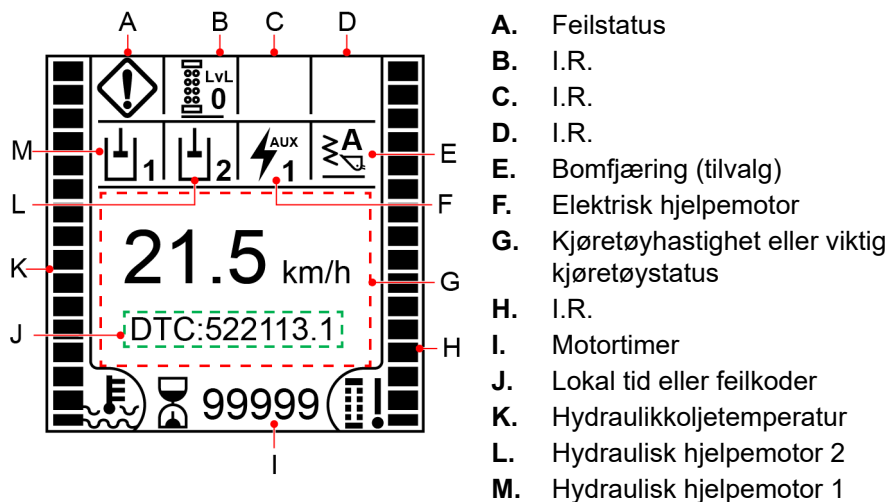 A B C D
LvL
0
M 1 2 AUX 1 A E
L F
21.5 km/h
K G
J DTC:522113.1 H
99999
I
A. Feilstatus
B. I.R.
C. I.R.
D. I.R.
E. Bomfjæring (tilvalg)
F. Elektrisk hjelpemotor
G. Kjøretøyhastighet eller viktig
kjøretøystatus
H. I.R.
I. Motortimer
J. Lokal tid eller feilkoder
K. Hydraulikkoljetemperatur
L. Hydraulisk hjelpemotor 2
M. Hydraulisk hjelpemotor 1